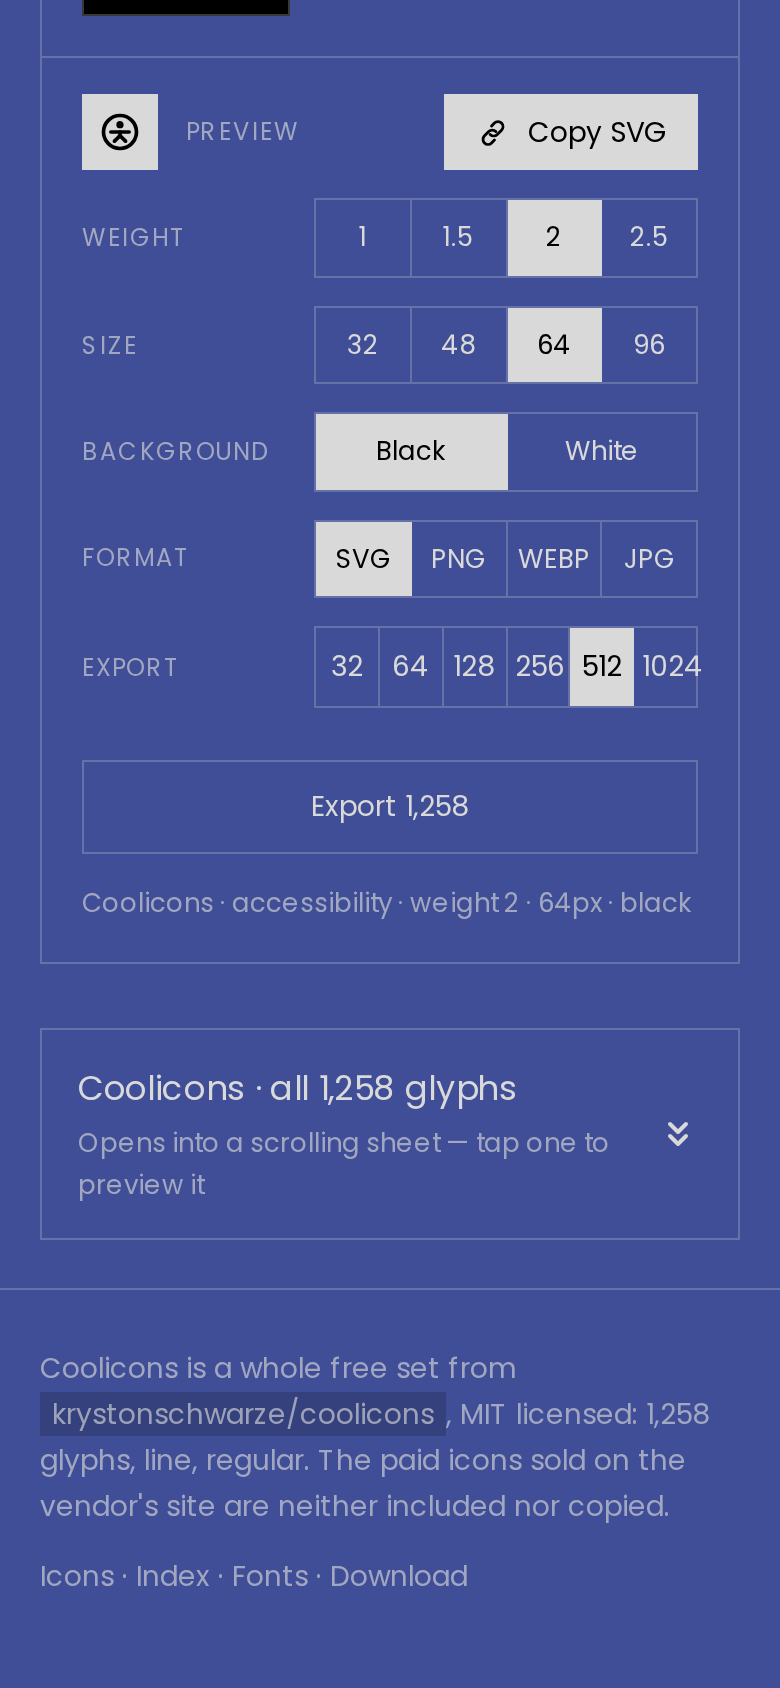 PREVIEW
Copy SVG
WEIGHT 1 1.5 2 2.5
SIZE 32 48 64 96
BACKGROUND Black White
FORMAT SVG PNG WEBP JPG
EXPORT 32 64 128 256 512 1024
Export 1,258
Coolicons · accessibility · weight 2 · 64px · black
Coolicons · all 1,258 glyphs
Opens into a scrolling sheet — tap one to
preview it
Coolicons is a whole free set from
krystonschwarze/coolicons , MIT licensed: 1,258
glyphs, line, regular. The paid icons sold on the
vendor's site are neither included nor copied.
Icons · Index · Fonts · Download